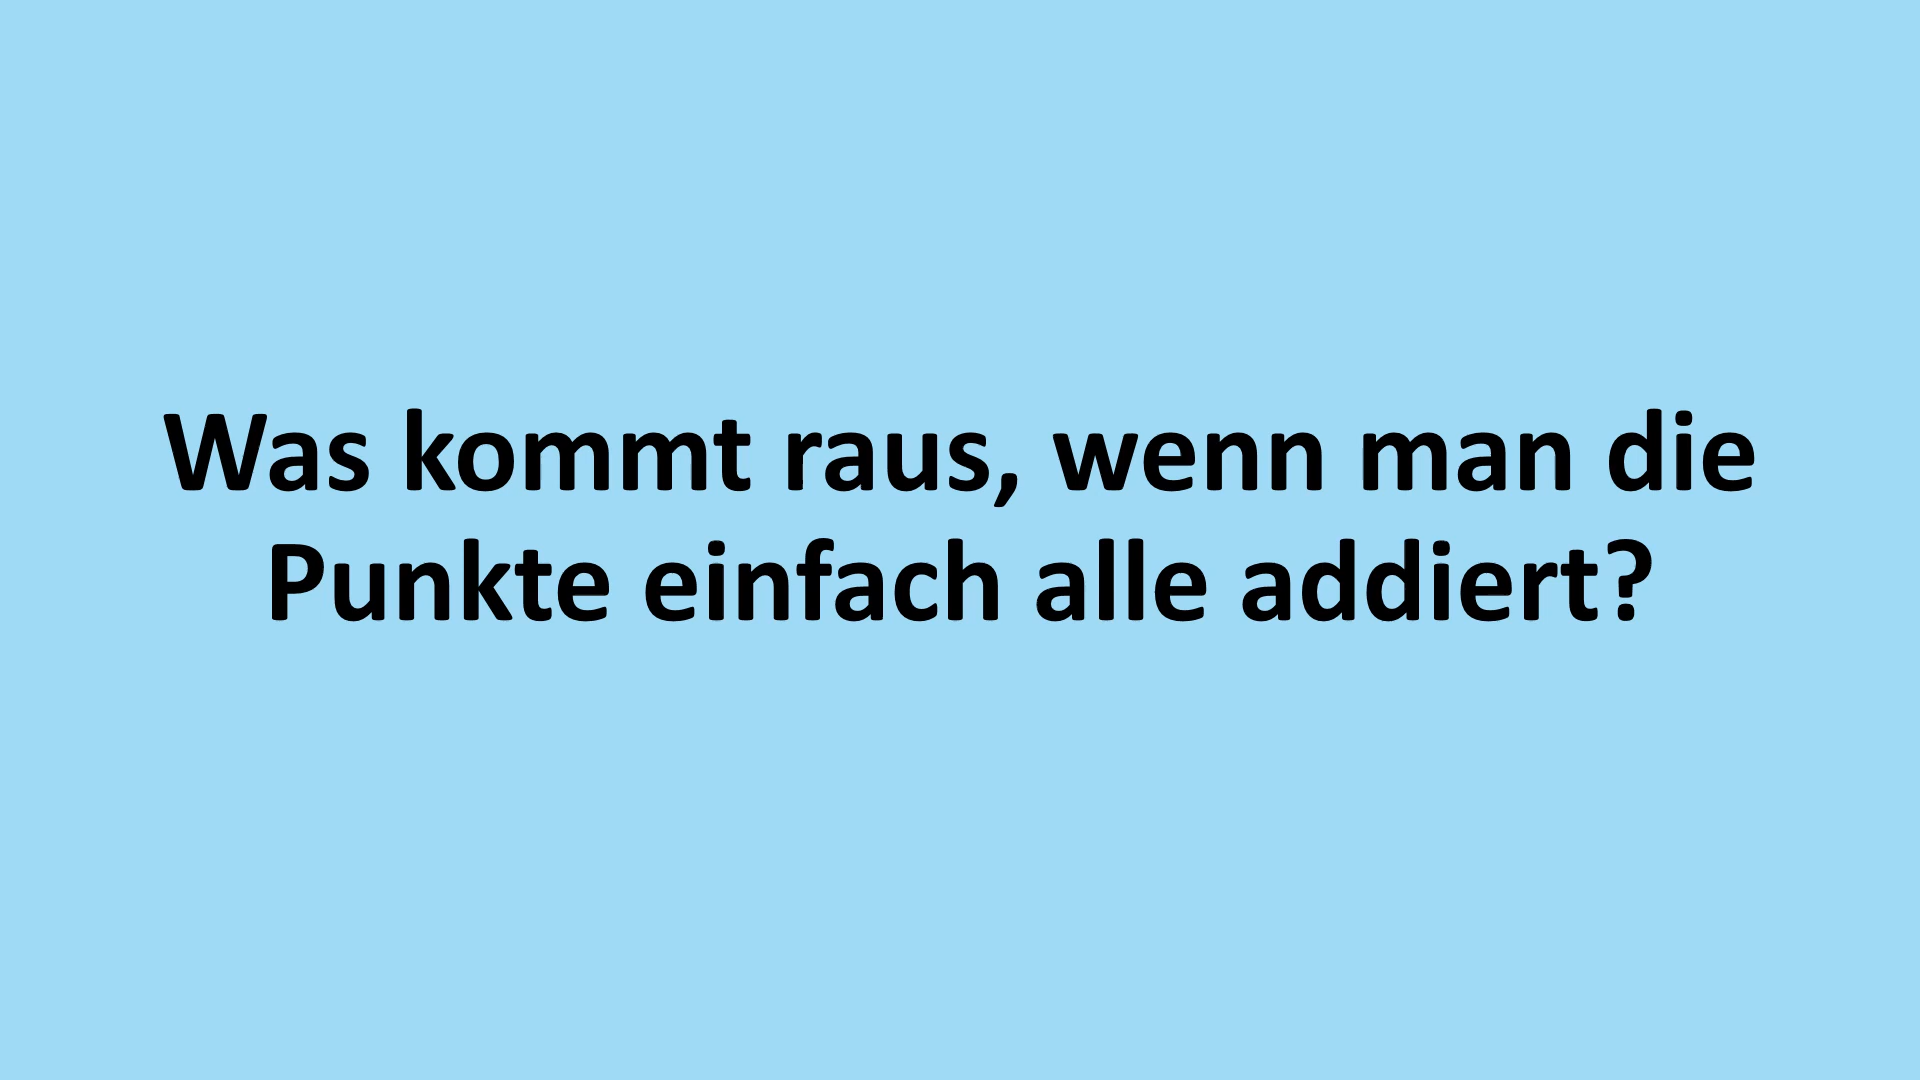 Was kommt raus, wenn man die
Punkte einfach alle addiert?